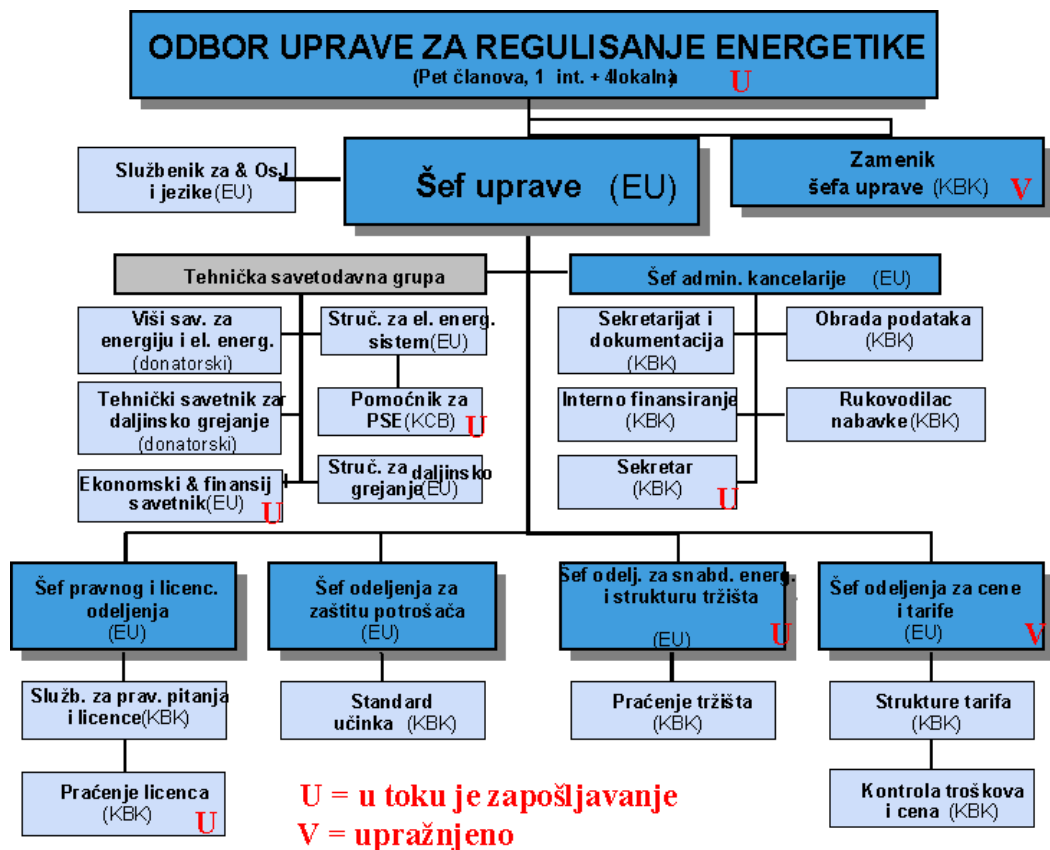 ODBOR UPRAVE ZA REGULISANJE ENERGETIKE
(Pet članova, 1 int. + 4lokalna) U
Službenik za & OsJ
i jezike(EU)
Šef uprave (EU)
Zamenik
šefa uprave (KBK) V
Tehnička savetodavna grupa
Šef admin. kancelarije (EU)
Viši sav. za
energiju i el. energ.
(donatorski)
Struč. za el. energ.
sistem(EU)
Sekretarijat i
dokumentacija
(KBK)
Obrada podataka
(KBK)
Tehnički savetnik zar
daljinsko grejanje
(donatorski)
Pomoćnik za
PSE(KCB) U
Interno finansiranje
(KBK)
Rukovodilac
nabavke(KBK)
Ekonomski & finansij
savetnik(EU) U
Struč. za daljinsko
grejanje(EU)
Sekretar
(KBK) U
Šef pravnog i licenc.
odeljenja
(EU)
Šef odeljenja za
zaštitu potrošača
(EU)
Šef odelj. za snabd. energ.
i strukturu tržišta
(EU) U
Šef odeljenja za cene
i tarife
(EU) V
Služb. za prav. pitanja
i licence(KBK)
Standard
učinka (KBK)
Praćenje tržišta
(KBK)
Strukture tarifa
(KBK)
Praćenje licenca
(KBK) U
Kontrola troškova
i cena (KBK)
U = u toku je zapošljavanje
V = upražnjeno